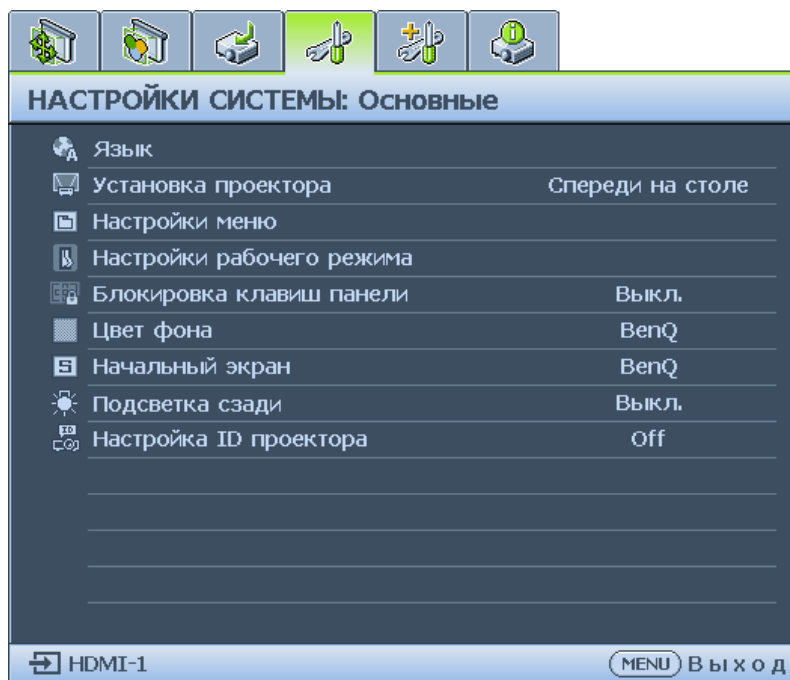 НАСТРОЙКИ СИСТЕМЫ: Основные
Язык
Установка проектора Спереди на столе
Настройки меню
Настройки рабочего режима
Блокировка клавиш панели Выкл.
Цвет фона BenQ
Начальный экран BenQ
Подсветка сзади Выкл.
Настройка ID проектора Off
HDMI-1 MENU Выход